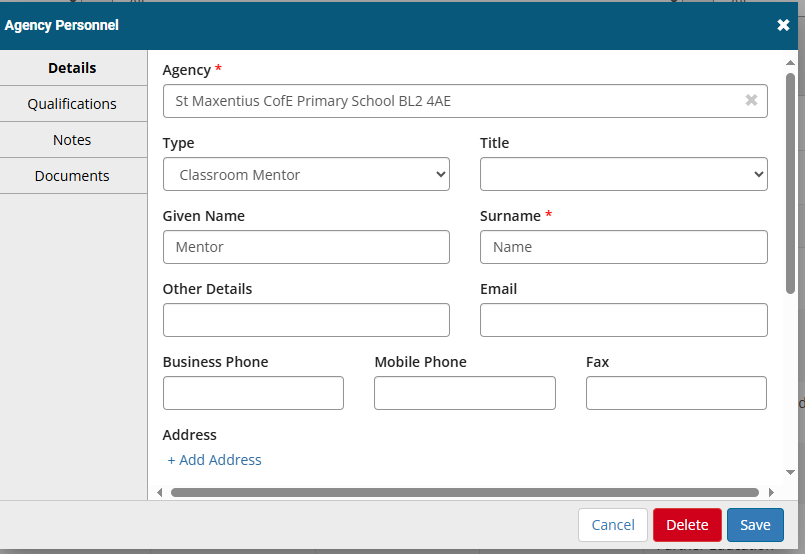 Agency Personnel
Details
Qualifications
Notes
Documents
Agency *
St Maxentius CofE Primary School BL2 4AE
Type
Title
Classroom Mentor
Given Name
Surname *
Mentor
Name
Other Details
Email
Business Phone
Mobile Phone
Fax
Address
+ Add Address
Cancel
Delete
Save